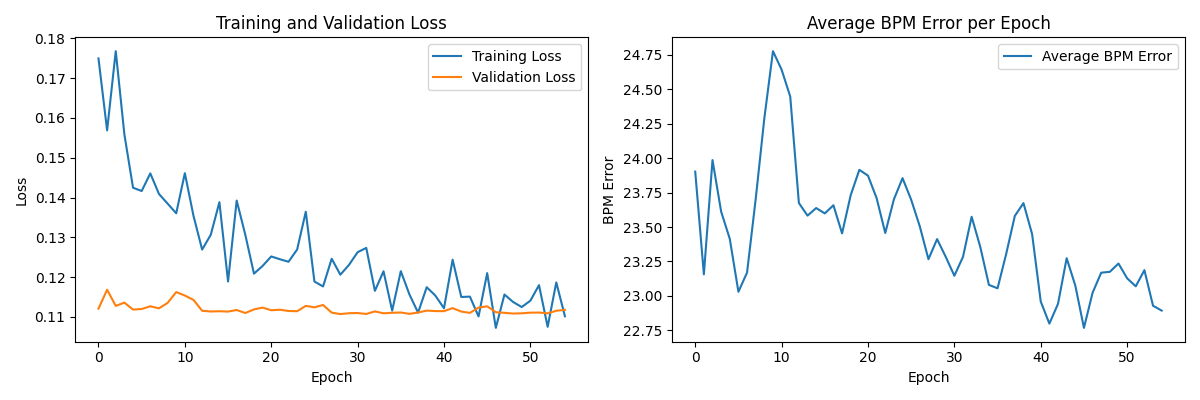 Training and Validation Loss
Training Loss
Validation Loss
0.18
0.17
0.16
0.15
0.14
0.13
0.12
0.11
Loss
0 10 20 30 40 50
Epoch
Average BPM Error per Epoch
Average BPM Error
24.75
24.50
24.25
24.00
23.75
23.50
23.25
23.00
22.75
BPM Error
0 10 20 30 40 50
Epoch